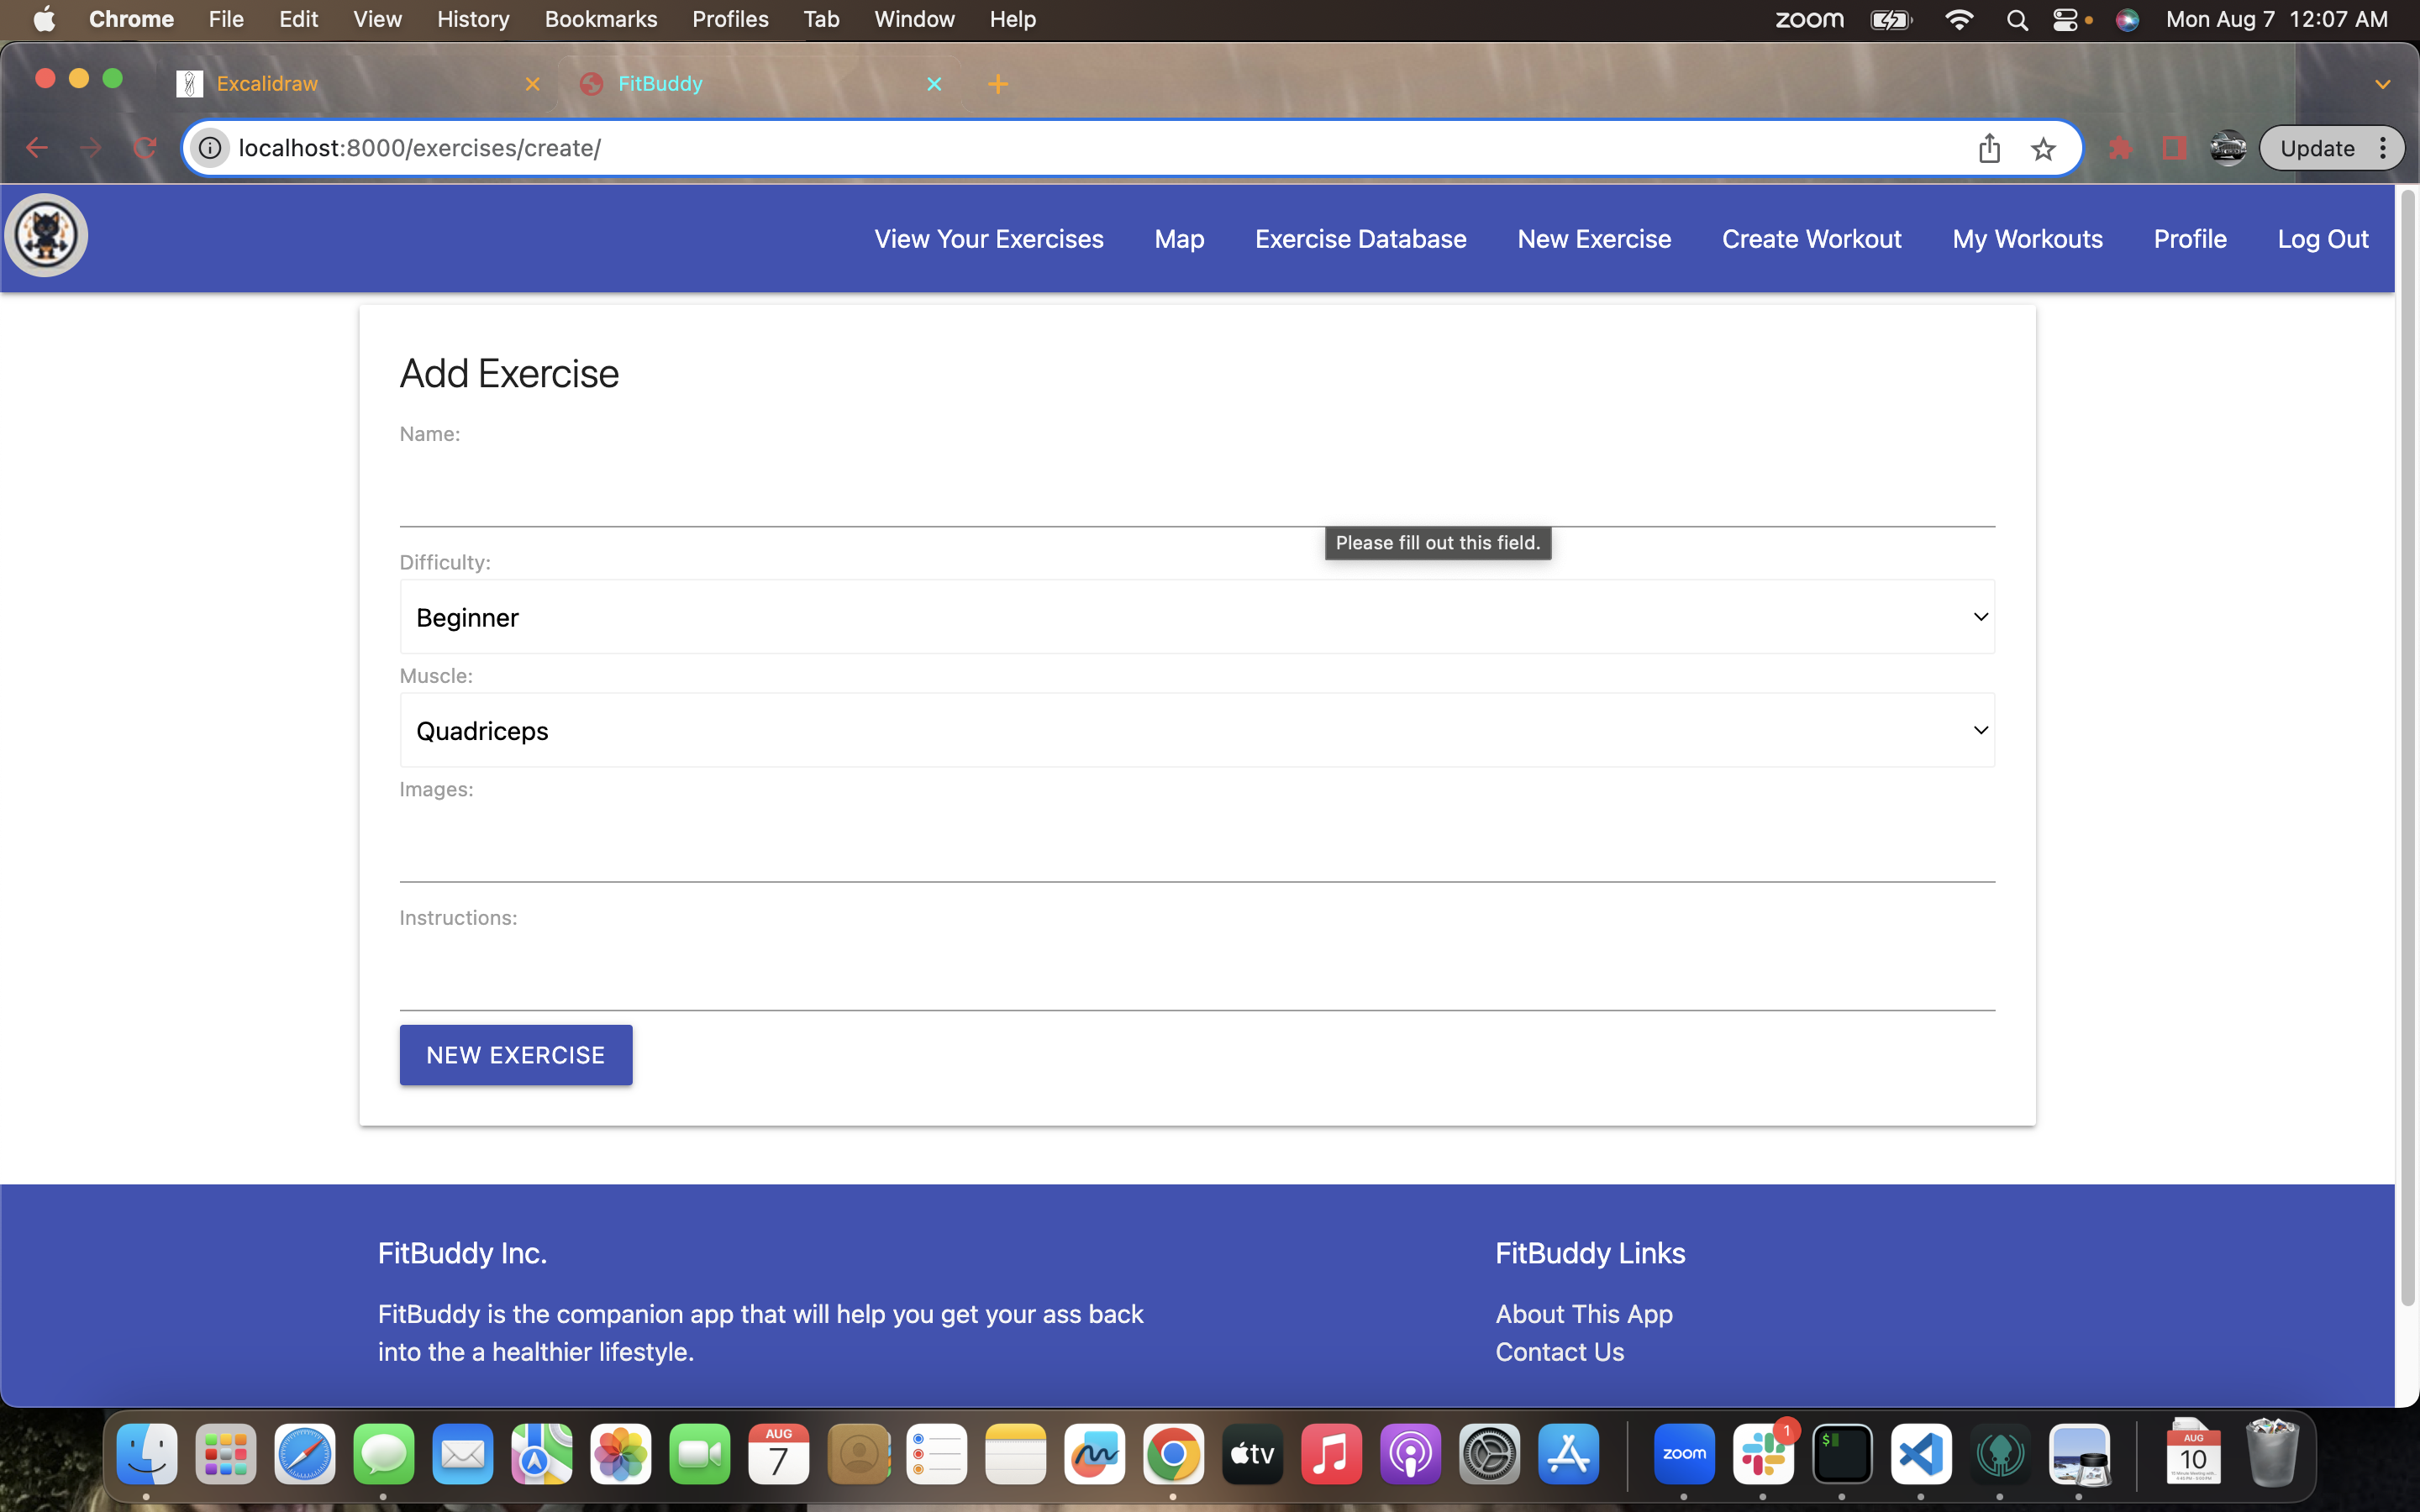 Chrome File Edit View History Bookmarks Profiles Tab Window Help zoom Mon Aug 7 12:07 AM
Excalidraw FitBuddy
localhost:8000/exercises/create/ Update
View Your Exercises Map Exercise Database New Exercise Create Workout My Workouts Profile Log Out
Add Exercise
Name:
Please fill out this field.
Difficulty:
Beginner
Muscle:
Quadriceps
Images:
Instructions:
NEW EXERCISE
FitBuddy Inc.
FitBuddy is the companion app that will help you get your ass back
into the a healthier lifestyle.
FitBuddy Links
About This App
Contact Us
AUG
7
tv
zoom
1
$
AUG
10